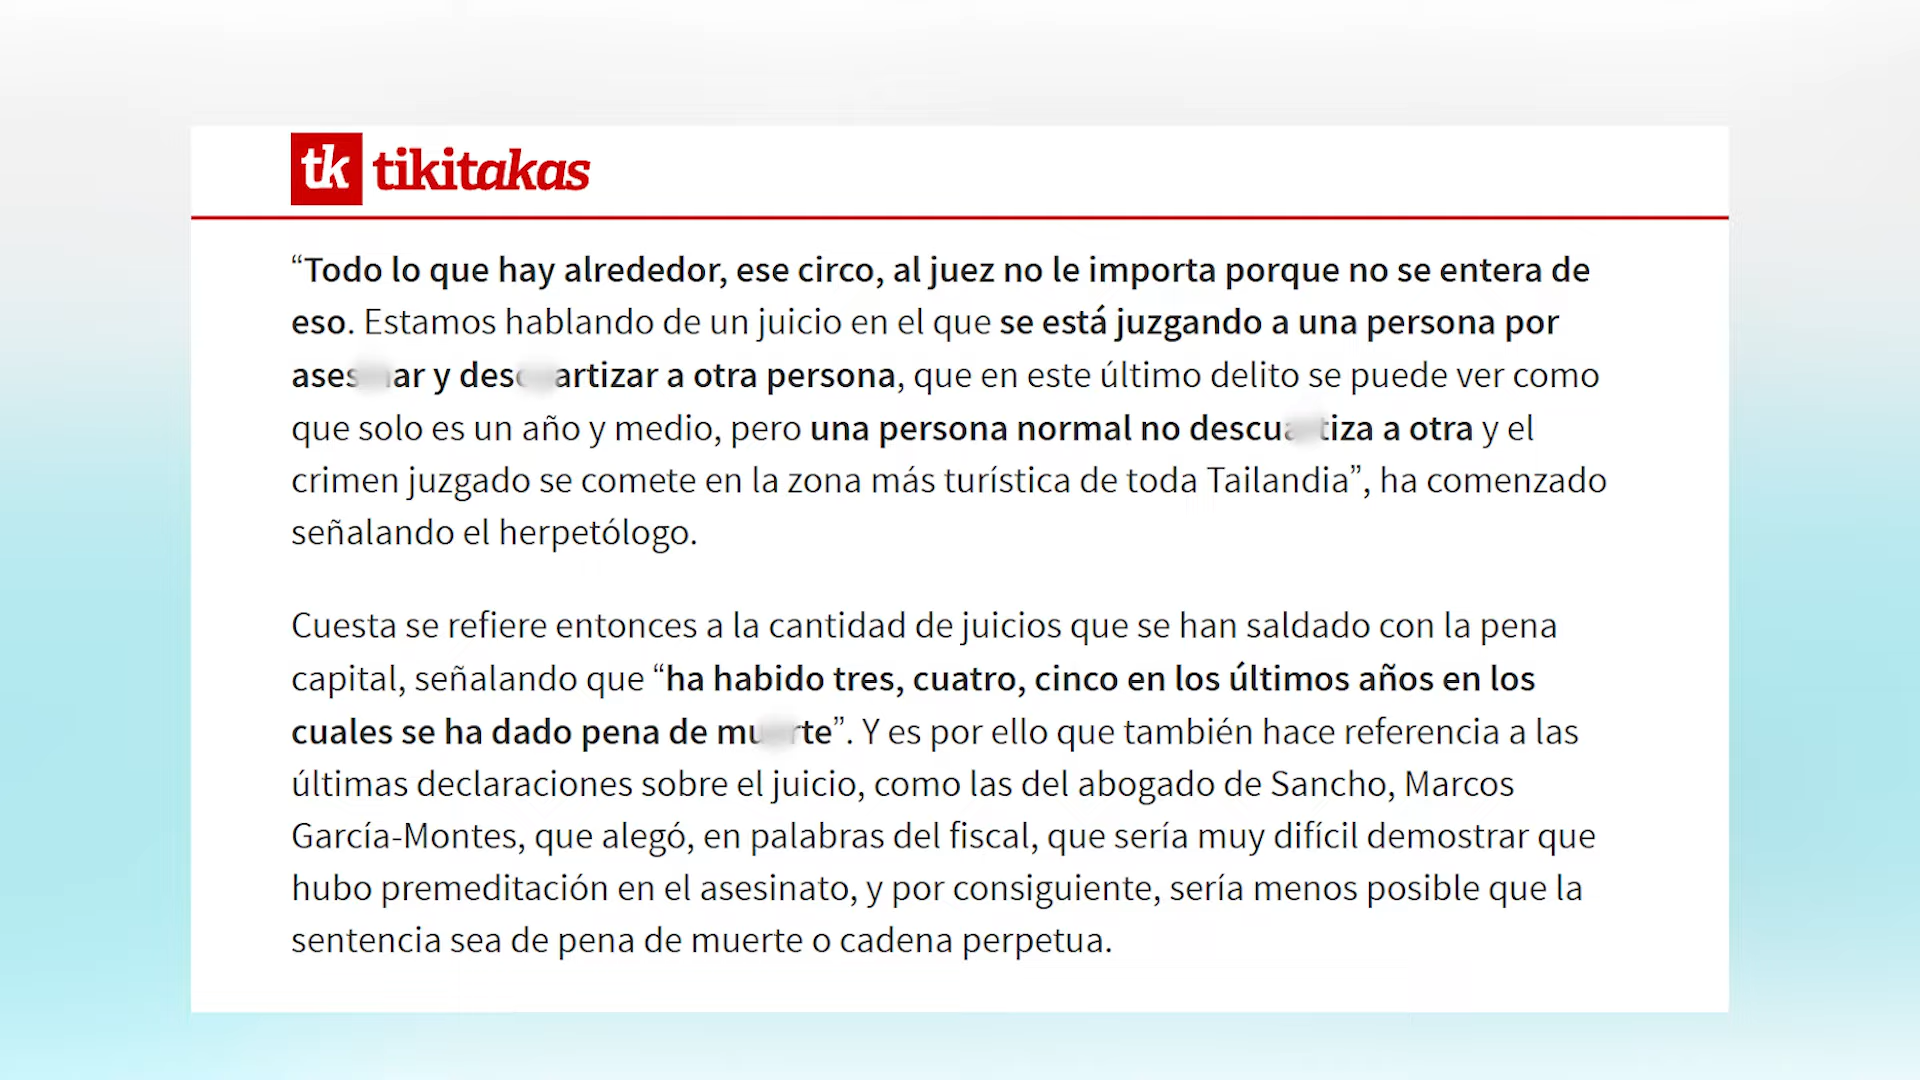 tk tikitakas
“Todo lo que hay alrededor, ese circo, al juez no le importa porque no se entera de
eso. Estamos hablando de un juicio en el que se está juzgando a una persona por
y a otra persona, que en este último delito se puede ver como
que solo es un año y medio, pero una persona normal no a otra y el
crimen juzgado se comete en la zona más turística de toda Tailandia”, ha comenzado
señalando el herpetólogo.
Cuesta se refiere entonces a la cantidad de juicios que se han saldado con la pena
capital, señalando que “ha habido tres, cuatro, cinco en los últimos años en los
cuales se ha dado pena de ”. Y es por ello que también hace referencia a las
últimas declaraciones sobre el juicio, como las del abogado de Sancho, Marcos
García-Montes, que alegó, en palabras del fiscal, que sería muy difícil demostrar que
hubo premeditación en el asesinato, y por consiguiente, sería menos posible que la
sentencia sea de pena de muerte o cadena perpetua.